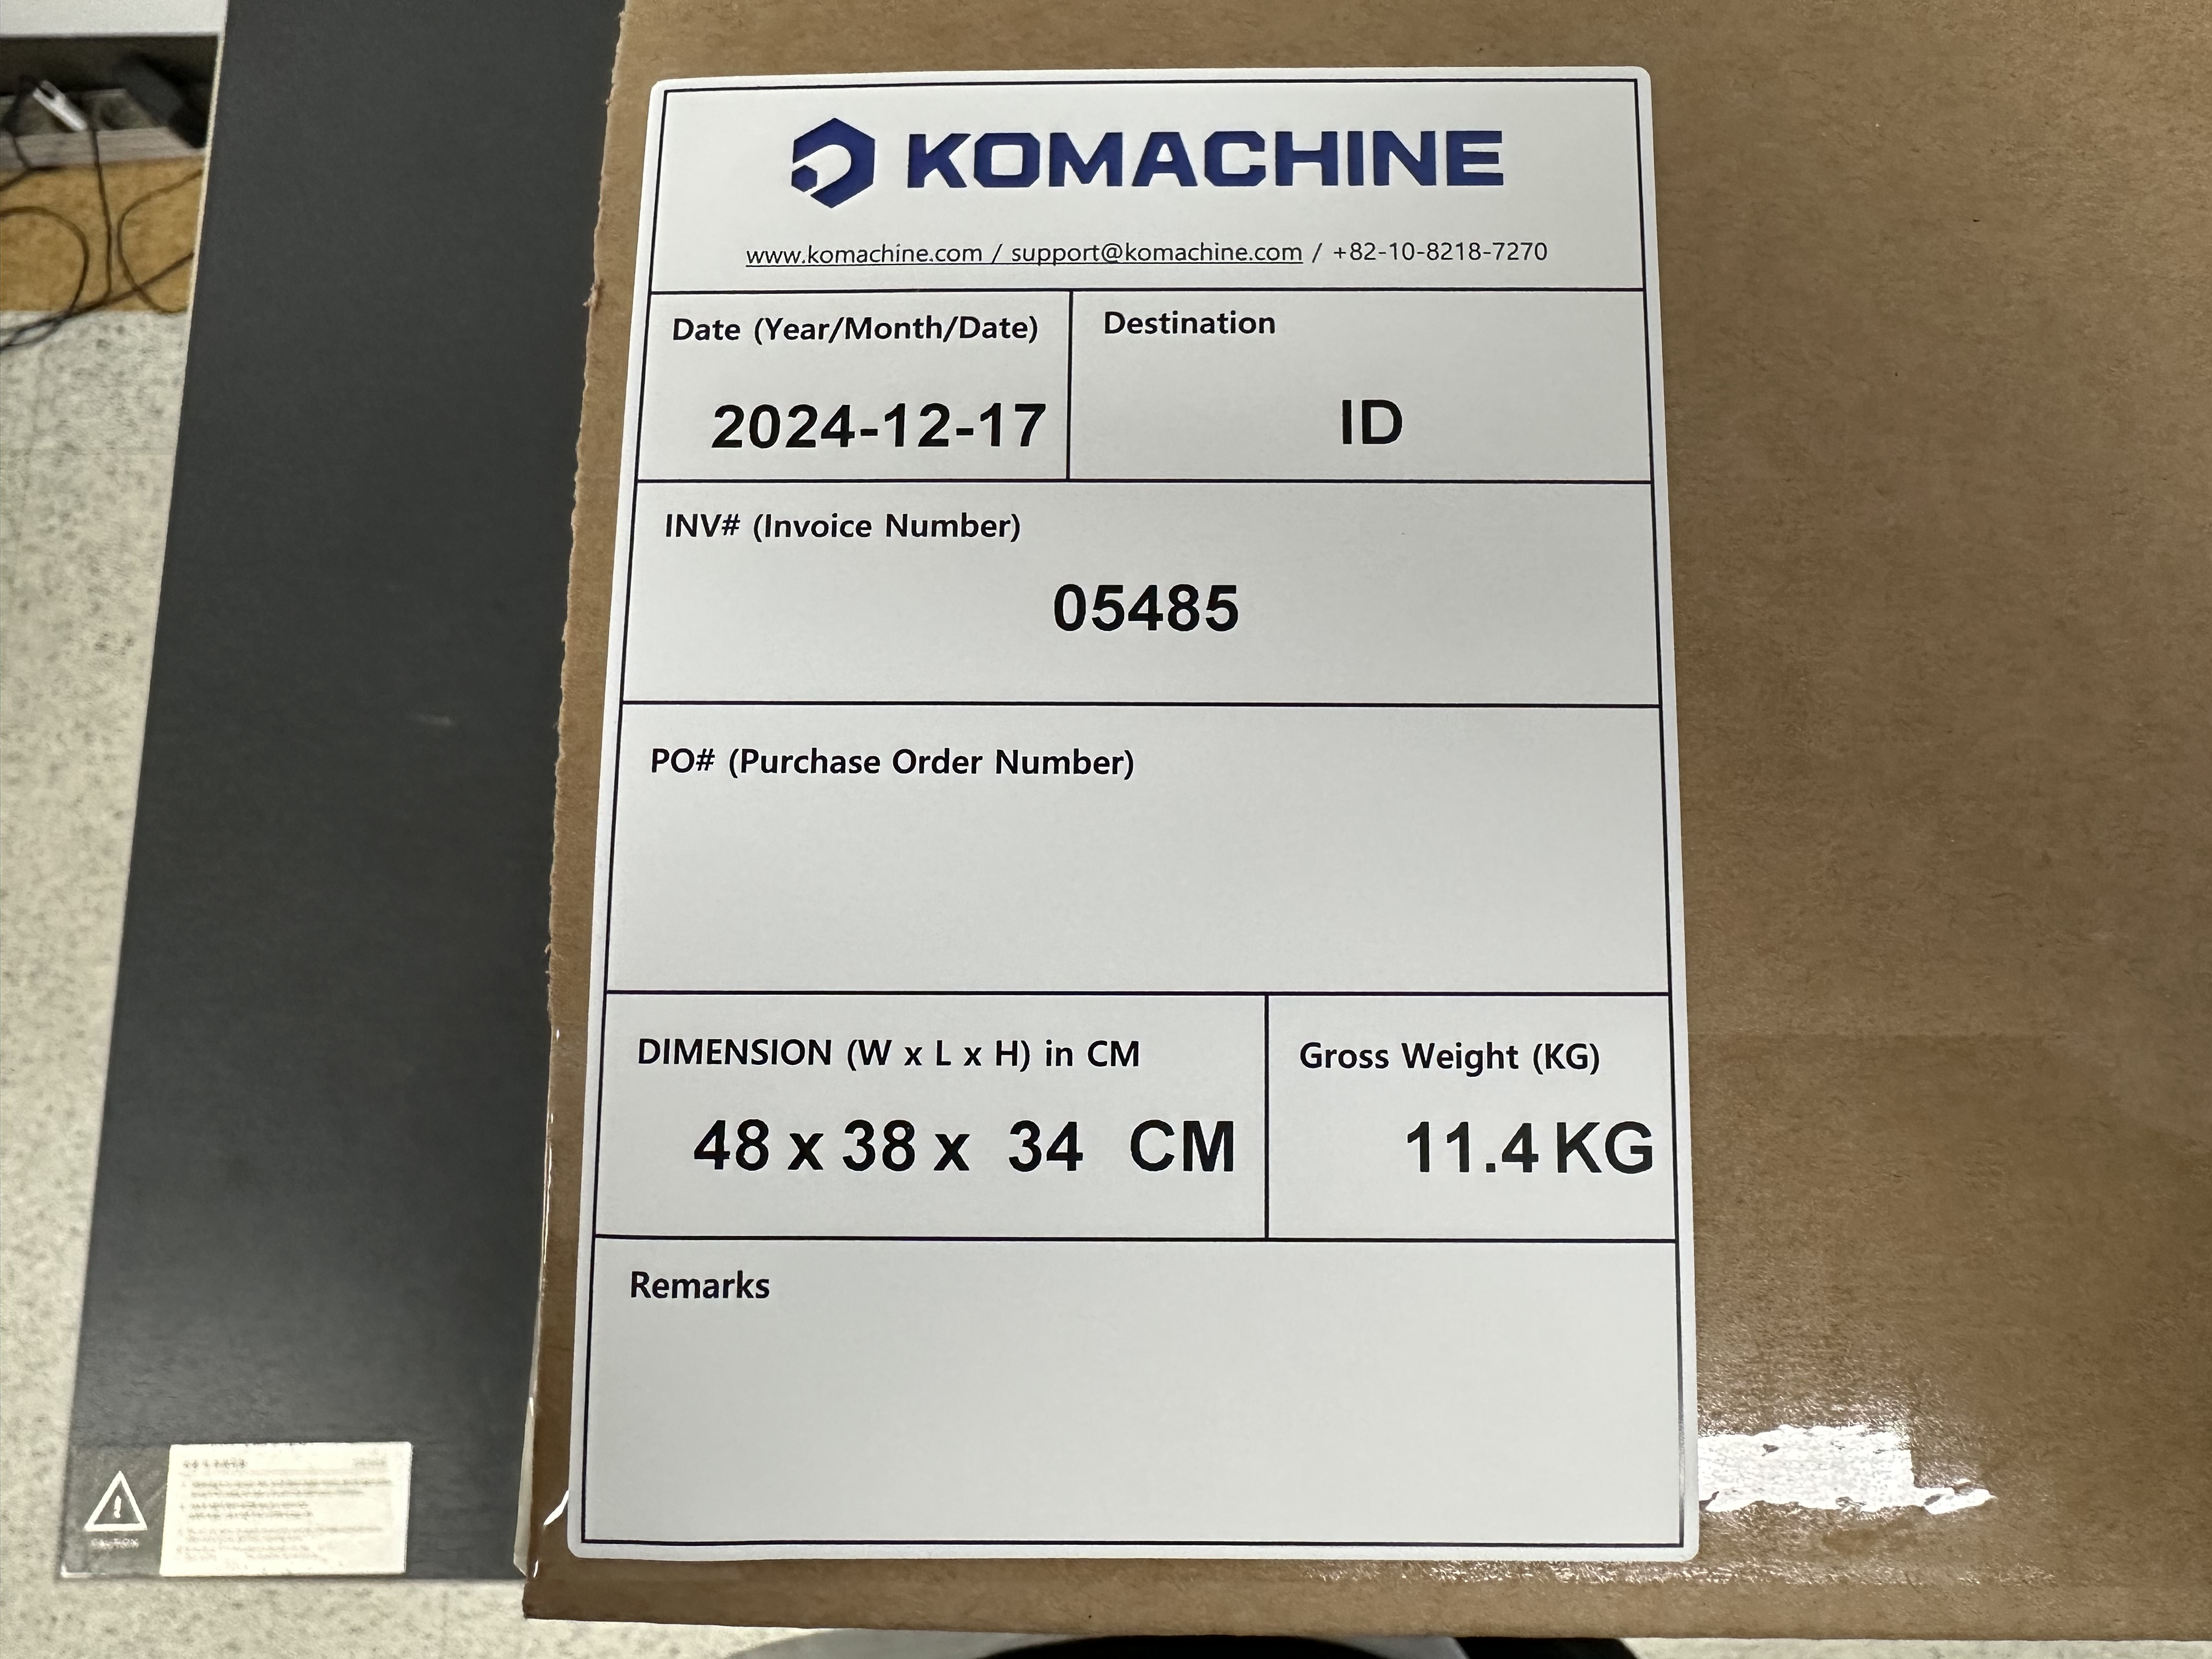 KOMACHINE
www.komachine.com / support@komachine.com / +82-10-8218-7270
Date (Year/Month/Date)
2024-12-17
Destination
ID
INV# (Invoice Number)
05485
PO# (Purchase Order Number)
DIMENSION (W x L x H) in CM
48 x 38 x 34 CM
Gross Weight (KG)
11.4 KG
Remarks
CAUTION